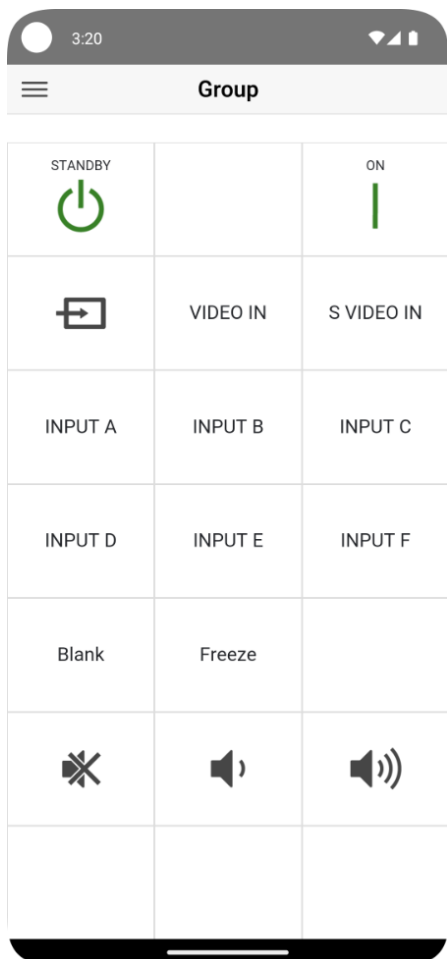 3:20
Group
STANDBY
ON
VIDEO IN
S VIDEO IN
INPUT A
INPUT B
INPUT C
INPUT D
INPUT E
INPUT F
Blank
Freeze